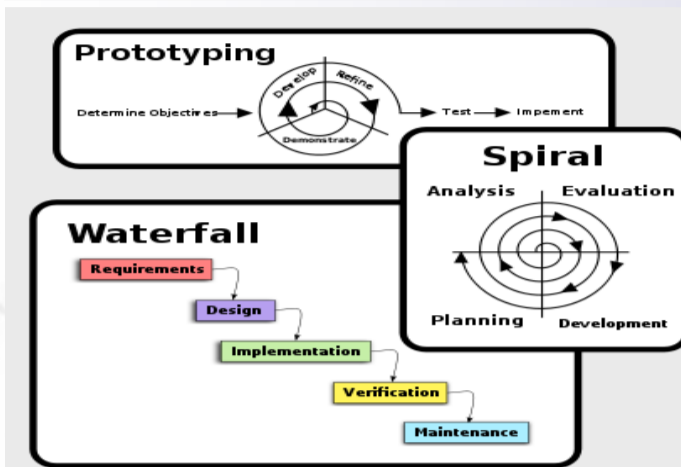 Prototyping
Develop
Refine
Determine Objectives
Test
Impement
Demonstrate
Spiral
Analysis
Evaluation
Planning
Development
Waterfall
Requirements
Design
Implementation
Verification
Maintenance